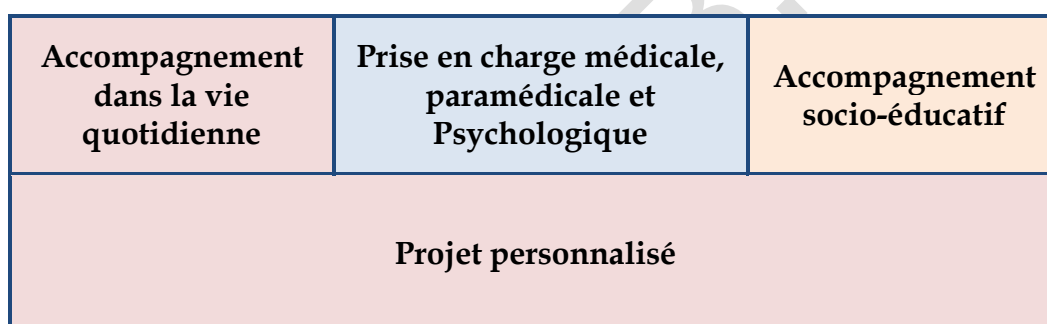 Accompagnement
dans la vie
quotidienne
Prise en charge médicale,
paramédicale et
Psychologique
Accompagnement
socio-éducatif
Projet personnalisé